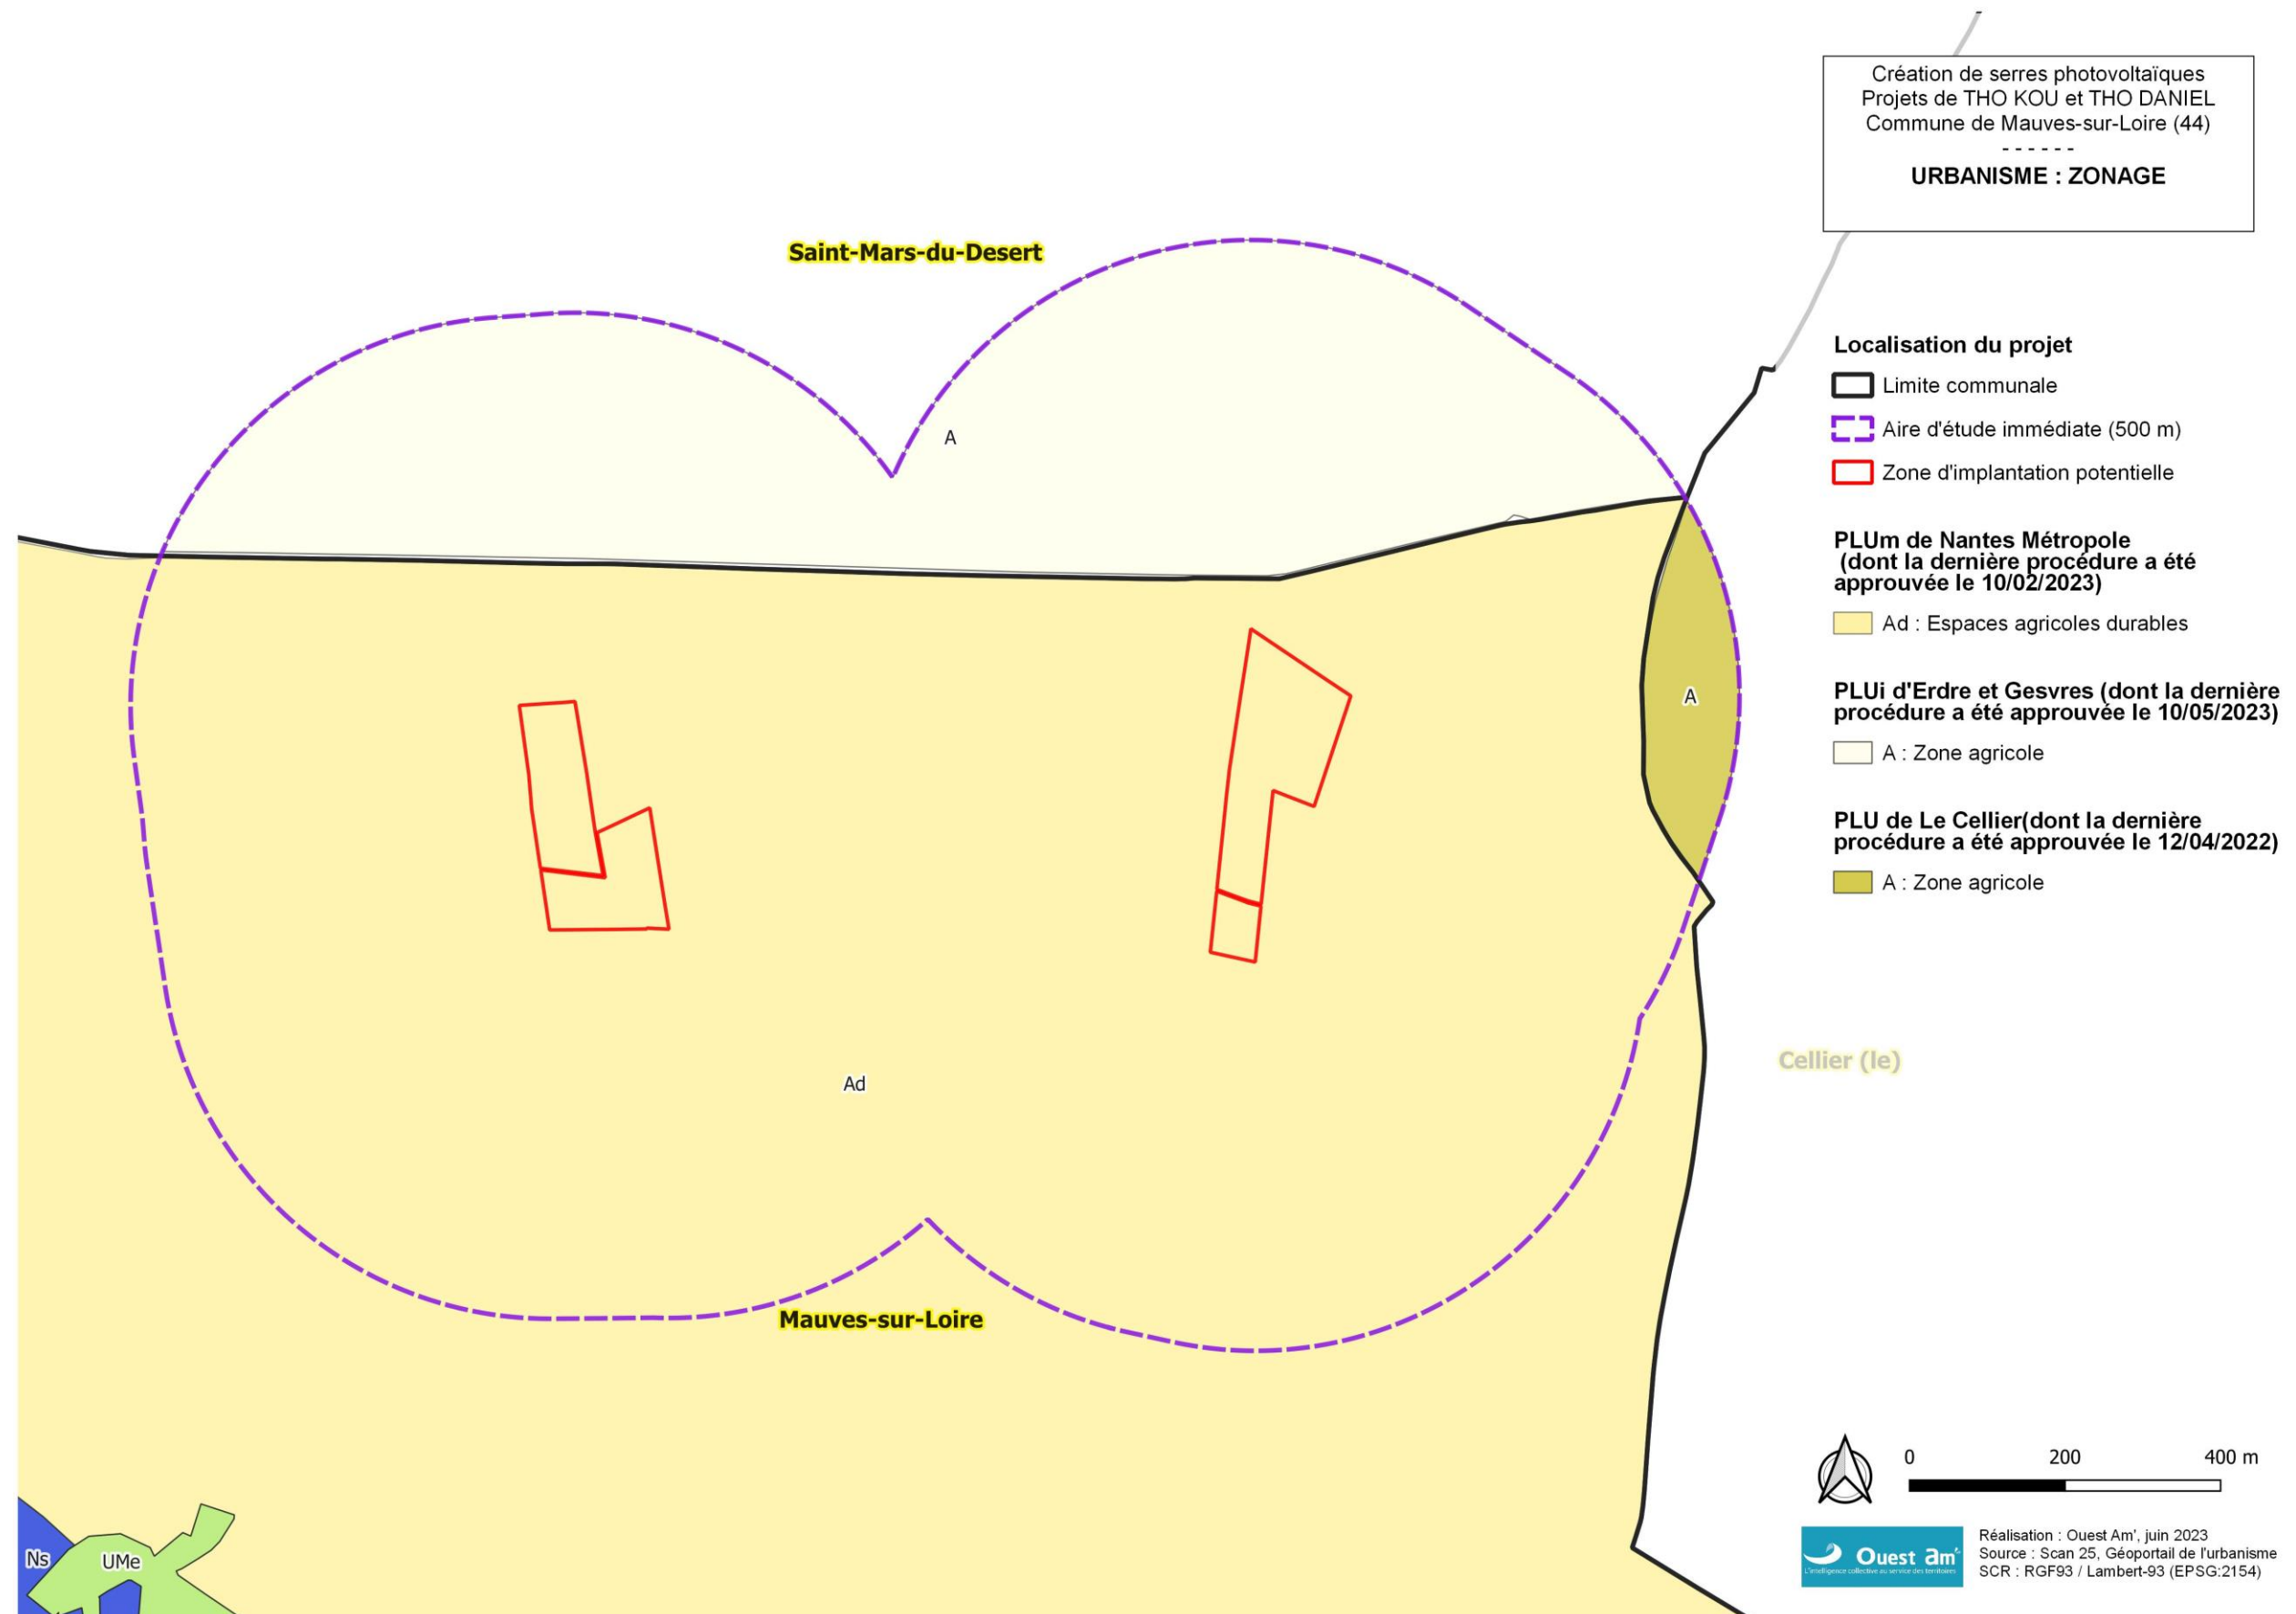 Création de serres photovoltaïques
Projets de THO KOU et THO DANIEL
Commune de Mauves-sur-Loire (44)
- - - - - -
URBANISME : ZONAGE
Saint-Mars-du-Desert
A
A
Ad
Mauves-sur-Loire
Cellier (le)
Ns
UMe
Localisation du projet
Limite communale
Aire d'étude immédiate (500 m)
Zone d'implantation potentielle
PLUm de Nantes Métropole
(dont la dernière procédure a été
approuvée le 10/02/2023)
Ad : Espaces agricoles durables
PLUi d'Erdre et Gesvres (dont la dernière
procédure a été approuvée le 10/05/2023)
A : Zone agricole
PLU de Le Cellier(dont la dernière
procédure a été approuvée le 12/04/2022)
A : Zone agricole
0 200 400 m
Ouest am'
L'intelligence collective au service des territoires
Réalisation : Ouest Am', juin 2023
Source : Scan 25, Géoportail de l'urbanisme
SCR : RGF93 / Lambert-93 (EPSG:2154)